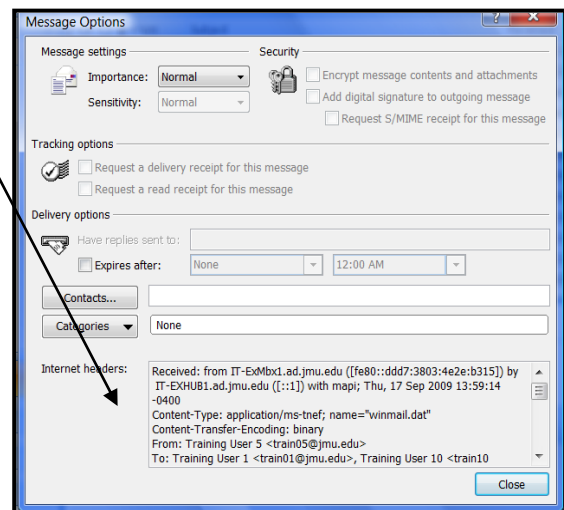 Message Options
Message settings Security
Importance: Normal
Encrypt message contents and attachments
Sensitivity: Normal
Add digital signature to outgoing message
Request S/MIME receipt for this message
Tracking options
Request a delivery receipt for this message
Request a read receipt for this message
Delivery options
Have replies sent to:
Expires after: None 12:00 AM
Contacts...
Categories None
Internet headers:
Received: from IT-ExMbx1.ad.jmu.edu ([fe80::ddd7:3803:4e2e:b315]) by
IT-EXHUB1.ad.jmu.edu ([::1]) with mapi; Thu, 17 Sep 2009 13:59:14
-0400
Content-Type: application/ms-tnef; name="winmail.dat"
Content-Transfer-Encoding: binary
From: Training User 5 <train05@jmu.edu>
To: Training User 1 <train01@jmu.edu>, Training User 10 <train10
Close